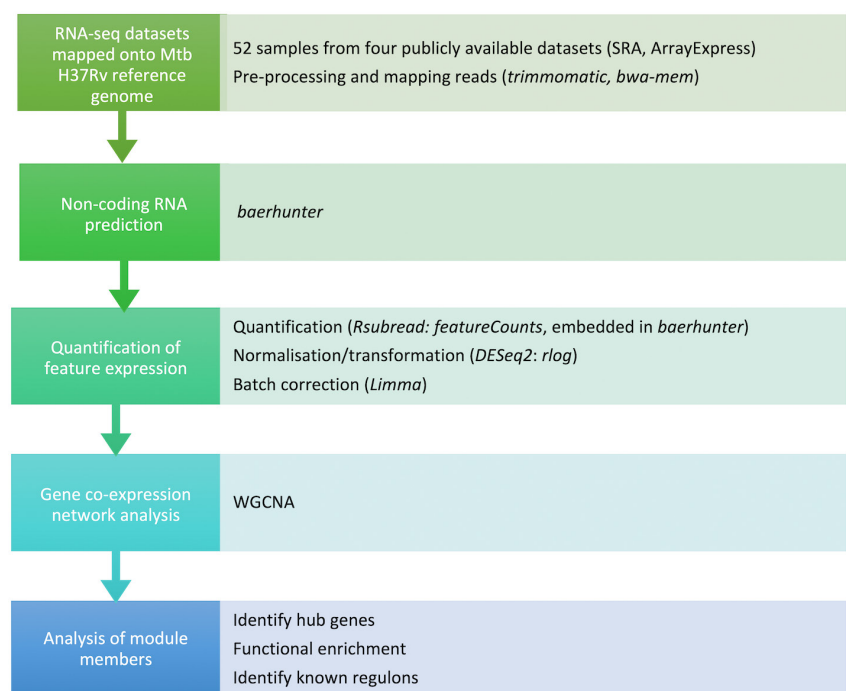 RNA-seq datasets
mapped onto Mtb
H37Rv reference
genome
52 samples from four publicly available datasets (SRA, ArrayExpress)
Pre-processing and mapping reads (trimmomatic, bwa-mem)
Non-coding RNA
prediction
baerhunter
Quantification of
feature expression
Quantification (Rsubread: featureCounts, embedded in baerhunter)
Normalisation/transformation (DESeq2: rlog)
Batch correction (Limma)
Gene co-expression
network analysis
WGCNA
Analysis of module
members
Identify hub genes
Functional enrichment
Identify known regulons